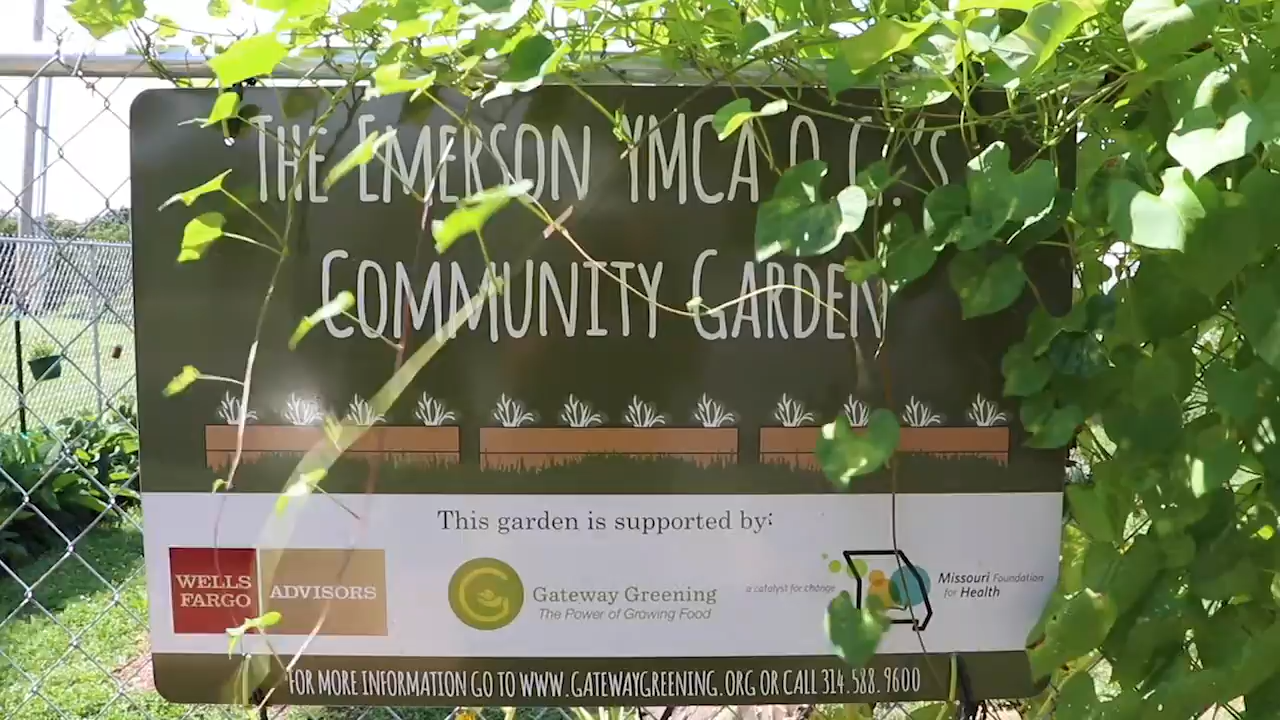 The Emerson YMCA O.G.'s
Community Garden
This garden is supported by:
WELLS
FARGO
ADVISORS
Gateway Greening
The Power of Growing Food
a catalyst for change
Missouri Foundation
for Health
FOR MORE INFORMATION GO TO WWW.GATEWAYGREENING.ORG OR CALL 314.588.9600